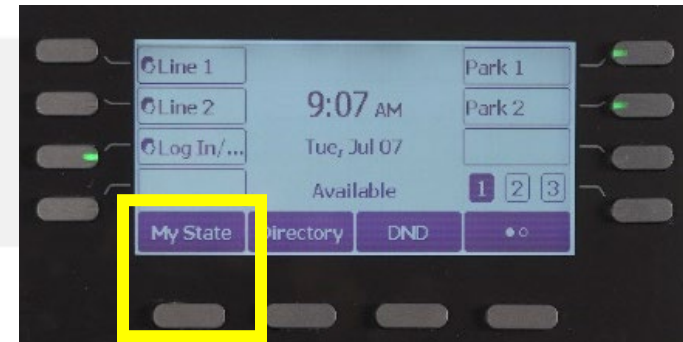 Line 1
Park 1
Line 2
9:07 AM
Park 2
Log In/...
Tue, Jul 07
Available
1 2 3
My State
Directory
DND